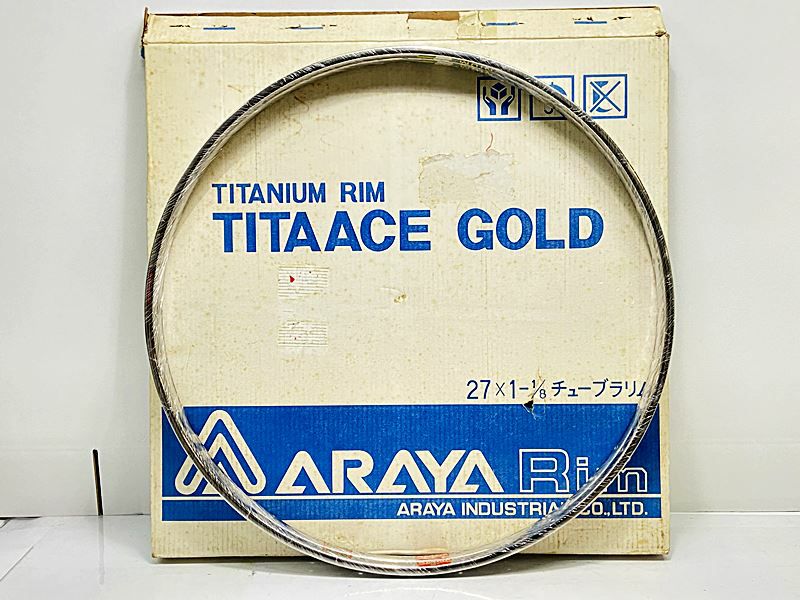 TITANIUM RIM
TITAACE GOLD
27×1-1/8 チューブラリム
ARAYA Rim
ARAYA INDUSTRIAL CO.,LTD.